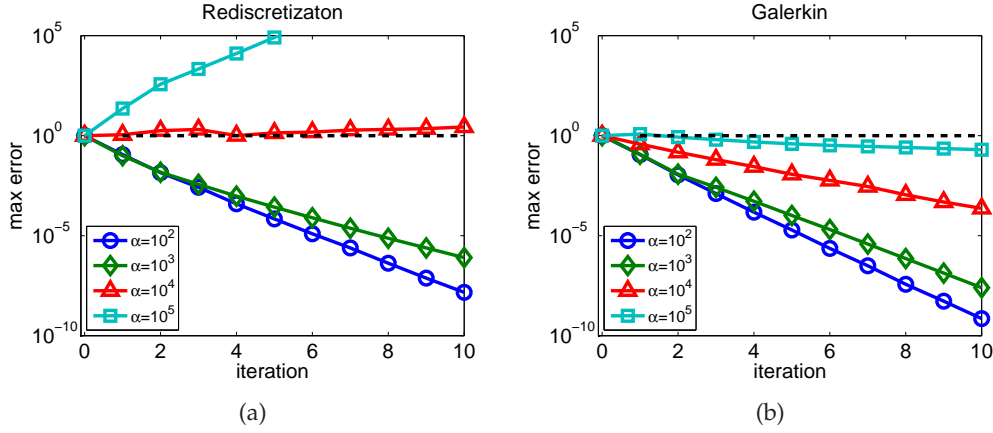 Rediscretizaton
max error
10^5
10^0
10^−5
10^−10
α=10^2
α=10^3
α=10^4
α=10^5
0 2 4 6 8 10
iteration
(a)
Galerkin
max error
10^5
10^0
10^−5
10^−10
α=10^2
α=10^3
α=10^4
α=10^5
0 2 4 6 8 10
iteration
(b)